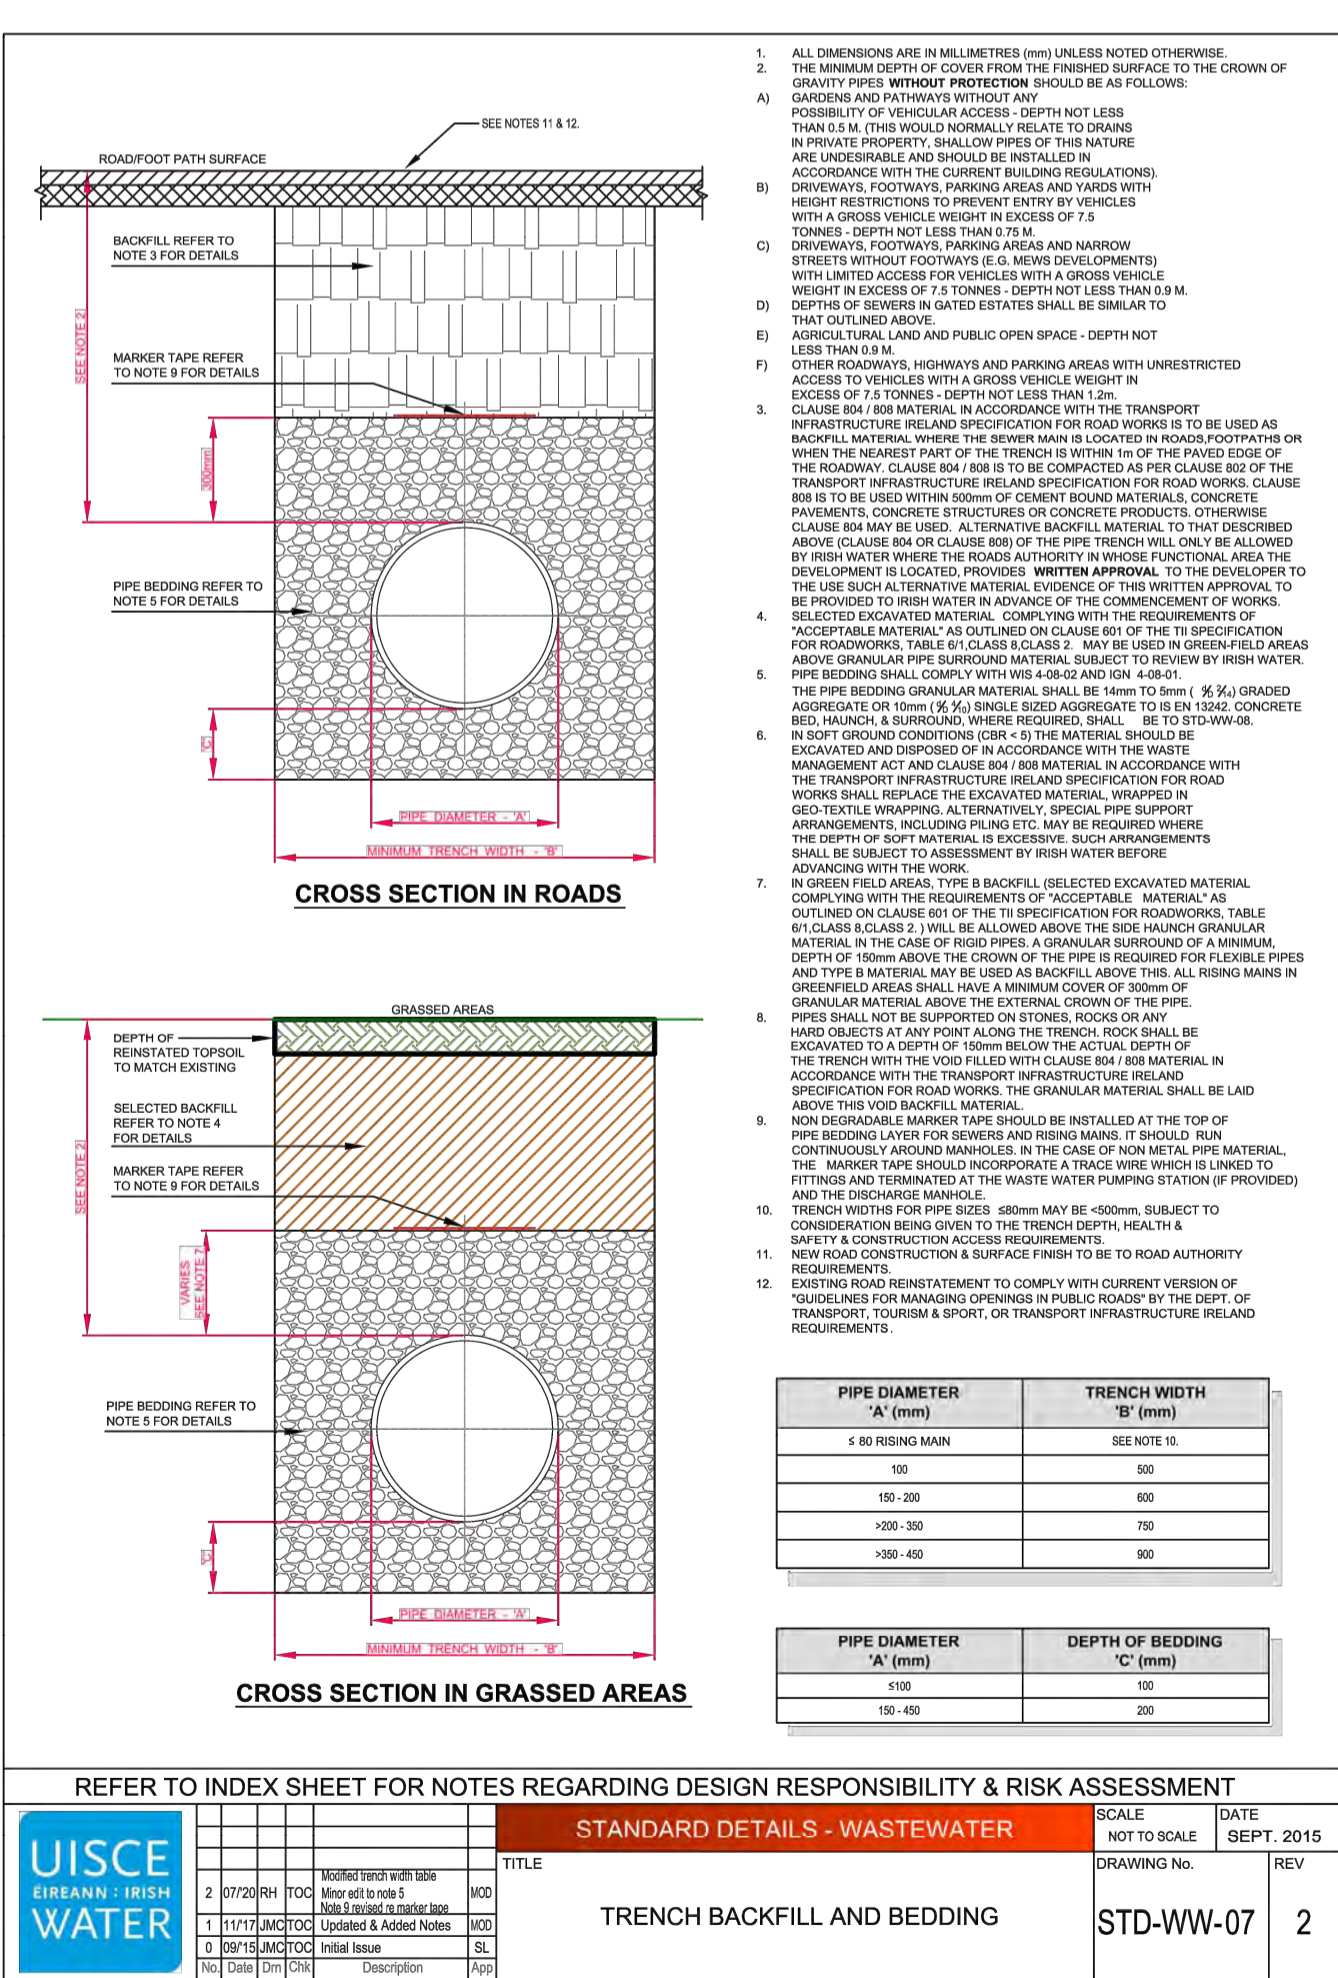 SEE NOTES 11 & 12.
ROAD/FOOT PATH SURFACE
BACKFILL REFER TO
NOTE 3 FOR DETAILS
SEE NOTE 2
MARKER TAPE REFER
TO NOTE 9 FOR DETAILS
300mm
PIPE BEDDING REFER TO
NOTE 5 FOR DETAILS
'C'
PIPE DIAMETER - 'A'
MINIMUM TRENCH WIDTH - 'B'
CROSS SECTION IN ROADS
GRASSED AREAS
DEPTH OF
REINSTATED TOPSOIL
TO MATCH EXISTING
SELECTED BACKFILL
REFER TO NOTE 4
FOR DETAILS
SEE NOTE 2
MARKER TAPE REFER
TO NOTE 9 FOR DETAILS
VARIES
SEE NOTE 7
PIPE BEDDING REFER TO
NOTE 5 FOR DETAILS
'C'
PIPE DIAMETER - 'A'
MINIMUM TRENCH WIDTH - 'B'
CROSS SECTION IN GRASSED AREAS
1. ALL DIMENSIONS ARE IN MILLIMETRES (mm) UNLESS NOTED OTHERWISE.
2. THE MINIMUM DEPTH OF COVER FROM THE FINISHED SURFACE TO THE CROWN OF
GRAVITY PIPES WITHOUT PROTECTION SHOULD BE AS FOLLOWS:
A) GARDENS AND PATHWAYS WITHOUT ANY
POSSIBILITY OF VEHICULAR ACCESS - DEPTH NOT LESS
THAN 0.5 M. (THIS WOULD NORMALLY RELATE TO DRAINS
IN PRIVATE PROPERTY, SHALLOW PIPES OF THIS NATURE
ARE UNDESIRABLE AND SHOULD BE INSTALLED IN
ACCORDANCE WITH THE CURRENT BUILDING REGULATIONS).
B) DRIVEWAYS, FOOTWAYS, PARKING AREAS AND YARDS WITH
HEIGHT RESTRICTIONS TO PREVENT ENTRY BY VEHICLES
WITH A GROSS VEHICLE WEIGHT IN EXCESS OF 7.5
TONNES - DEPTH NOT LESS THAN 0.75 M.
C) DRIVEWAYS, FOOTWAYS, PARKING AREAS AND NARROW
STREETS WITHOUT FOOTWAYS (E.G. MEWS DEVELOPMENTS)
WITH LIMITED ACCESS FOR VEHICLES WITH A GROSS VEHICLE
WEIGHT IN EXCESS OF 7.5 TONNES - DEPTH NOT LESS THAN 0.9 M.
D) DEPTHS OF SEWERS IN GATED ESTATES SHALL BE SIMILAR TO
THAT OUTLINED ABOVE.
E) AGRICULTURAL LAND AND PUBLIC OPEN SPACE - DEPTH NOT
LESS THAN 0.9 M.
F) OTHER ROADWAYS, HIGHWAYS AND PARKING AREAS WITH UNRESTRICTED
ACCESS TO VEHICLES WITH A GROSS VEHICLE WEIGHT IN
EXCESS OF 7.5 TONNES - DEPTH NOT LESS THAN 1.2m.
3. CLAUSE 804 / 808 MATERIAL IN ACCORDANCE WITH THE TRANSPORT
INFRASTRUCTURE IRELAND SPECIFICATION FOR ROAD WORKS IS TO BE USED AS
BACKFILL MATERIAL WHERE THE SEWER MAIN IS LOCATED IN ROADS,FOOTPATHS OR
WHEN THE NEAREST PART OF THE TRENCH IS WITHIN 1m OF THE PAVED EDGE OF
THE ROADWAY. CLAUSE 804 / 808 IS TO BE COMPACTED AS PER CLAUSE 802 OF THE
TRANSPORT INFRASTRUCTURE IRELAND SPECIFICATION FOR ROAD WORKS. CLAUSE
808 IS TO BE USED WITHIN 500mm OF CEMENT BOUND MATERIALS, CONCRETE
PAVEMENTS, CONCRETE STRUCTURES OR CONCRETE PRODUCTS. OTHERWISE
CLAUSE 804 MAY BE USED. ALTERNATIVE BACKFILL MATERIAL TO THAT DESCRIBED
ABOVE (CLAUSE 804 OR CLAUSE 808) OF THE PIPE TRENCH WILL ONLY BE ALLOWED
BY IRISH WATER WHERE THE ROADS AUTHORITY IN WHOSE FUNCTIONAL AREA THE
DEVELOPMENT IS LOCATED, PROVIDES WRITTEN APPROVAL TO THE DEVELOPER TO
THE USE SUCH ALTERNATIVE MATERIAL EVIDENCE OF THIS WRITTEN APPROVAL TO
BE PROVIDED TO IRISH WATER IN ADVANCE OF THE COMMENCEMENT OF WORKS.
4. SELECTED EXCAVATED MATERIAL COMPLYING WITH THE REQUIREMENTS OF
"ACCEPTABLE MATERIAL" AS OUTLINED ON CLAUSE 601 OF THE TII SPECIFICATION
FOR ROADWORKS, TABLE 6/1,CLASS 8,CLASS 2. MAY BE USED IN GREEN-FIELD AREAS
ABOVE GRANULAR PIPE SURROUND MATERIAL SUBJECT TO REVIEW BY IRISH WATER.
5. PIPE BEDDING SHALL COMPLY WITH WIS 4-08-02 AND IGN 4-08-01.
THE PIPE BEDDING GRANULAR MATERIAL SHALL BE 14mm TO 5mm ( ) GRADED
AGGREGATE OR 10mm ( ) SINGLE SIZED AGGREGATE TO IS EN 13242. CONCRETE
BED, HAUNCH, & SURROUND, WHERE REQUIRED, SHALL BE TO STD-WW-08.
6. IN SOFT GROUND CONDITIONS (CBR < 5) THE MATERIAL SHOULD BE
EXCAVATED AND DISPOSED OF IN ACCORDANCE WITH THE WASTE
MANAGEMENT ACT AND CLAUSE 804 / 808 MATERIAL IN ACCORDANCE WITH
THE TRANSPORT INFRASTRUCTURE IRELAND SPECIFICATION FOR ROAD
WORKS SHALL REPLACE THE EXCAVATED MATERIAL, WRAPPED IN
GEO-TEXTILE WRAPPING. ALTERNATIVELY, SPECIAL PIPE SUPPORT
ARRANGEMENTS, INCLUDING PILING ETC. MAY BE REQUIRED WHERE
THE DEPTH OF SOFT MATERIAL IS EXCESSIVE. SUCH ARRANGEMENTS
SHALL BE SUBJECT TO ASSESSMENT BY IRISH WATER BEFORE
ADVANCING WITH THE WORK.
7. IN GREEN FIELD AREAS, TYPE B BACKFILL (SELECTED EXCAVATED MATERIAL
COMPLYING WITH THE REQUIREMENTS OF "ACCEPTABLE MATERIAL" AS
OUTLINED ON CLAUSE 601 OF THE TII SPECIFICATION FOR ROADWORKS, TABLE
6/1,CLASS 8,CLASS 2. ) WILL BE ALLOWED ABOVE THE SIDE HAUNCH GRANULAR
MATERIAL IN THE CASE OF RIGID PIPES. A GRANULAR SURROUND OF A MINIMUM,
DEPTH OF 150mm ABOVE THE CROWN OF THE PIPE IS REQUIRED FOR FLEXIBLE PIPES
AND TYPE B MATERIAL MAY BE USED AS BACKFILL ABOVE THIS. ALL RISING MAINS IN
GREENFIELD AREAS SHALL HAVE A MINIMUM COVER OF 300mm OF
GRANULAR MATERIAL ABOVE THE EXTERNAL CROWN OF THE PIPE.
8. PIPES SHALL NOT BE SUPPORTED ON STONES, ROCKS OR ANY
HARD OBJECTS AT ANY POINT ALONG THE TRENCH. ROCK SHALL BE
EXCAVATED TO A DEPTH OF 150mm BELOW THE ACTUAL DEPTH OF
THE TRENCH WITH THE VOID FILLED WITH CLAUSE 804 / 808 MATERIAL IN
ACCORDANCE WITH THE TRANSPORT INFRASTRUCTURE IRELAND
SPECIFICATION FOR ROAD WORKS. THE GRANULAR MATERIAL SHALL BE LAID
ABOVE THIS VOID BACKFILL MATERIAL.
9. NON DEGRADABLE MARKER TAPE SHOULD BE INSTALLED AT THE TOP OF
PIPE BEDDING LAYER FOR SEWERS AND RISING MAINS. IT SHOULD RUN
CONTINUOUSLY AROUND MANHOLES. IN THE CASE OF NON METAL PIPE MATERIAL,
THE MARKER TAPE SHOULD INCORPORATE A TRACE WIRE WHICH IS LINKED TO
FITTINGS AND TERMINATED AT THE WASTE WATER PUMPING STATION (IF PROVIDED)
AND THE DISCHARGE MANHOLE.
10. TRENCH WIDTHS FOR PIPE SIZES ≤80mm MAY BE <500mm, SUBJECT TO
CONSIDERATION BEING GIVEN TO THE TRENCH DEPTH, HEALTH &
SAFETY & CONSTRUCTION ACCESS REQUIREMENTS.
11. NEW ROAD CONSTRUCTION & SURFACE FINISH TO BE TO ROAD AUTHORITY
REQUIREMENTS.
12. EXISTING ROAD REINSTATEMENT TO COMPLY WITH CURRENT VERSION OF
"GUIDELINES FOR MANAGING OPENINGS IN PUBLIC ROADS" BY THE DEPT. OF
TRANSPORT, TOURISM & SPORT, OR TRANSPORT INFRASTRUCTURE IRELAND
REQUIREMENTS.
PIPE DIAMETER 'A' (mm) TRENCH WIDTH 'B' (mm)
≤ 80 RISING MAIN SEE NOTE 10.
100 500
150 - 200 600
>200 - 350 750
>350 - 450 900
PIPE DIAMETER 'A' (mm) DEPTH OF BEDDING 'C' (mm)
≤100 100
150 - 450 200
REFER TO INDEX SHEET FOR NOTES REGARDING DESIGN RESPONSIBILITY & RISK ASSESSMENT
UISCE
ÉIREANN : IRISH
WATER
Modified trench width table
2 07/'20 RH TOC Minor edit to note 5 MOD
Note 9 revised re marker tape
1 11/'17 JMC TOC Updated & Added Notes MOD
0 09/'15 JMC TOC Initial Issue SL
No. Date Drn Chk Description App
STANDARD DETAILS - WASTEWATER
TITLE
TRENCH BACKFILL AND BEDDING
SCALE
NOT TO SCALE
DATE
SEPT. 2015
DRAWING No.
STD-WW-07
REV
2